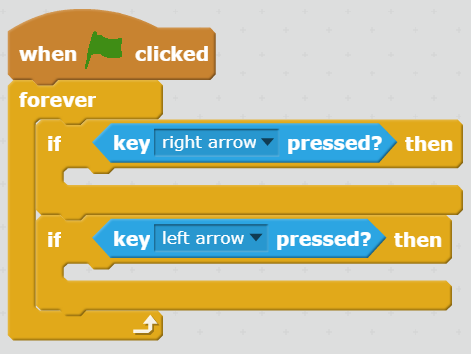 when clicked
forever
if key right arrow pressed? then
if key left arrow pressed? then